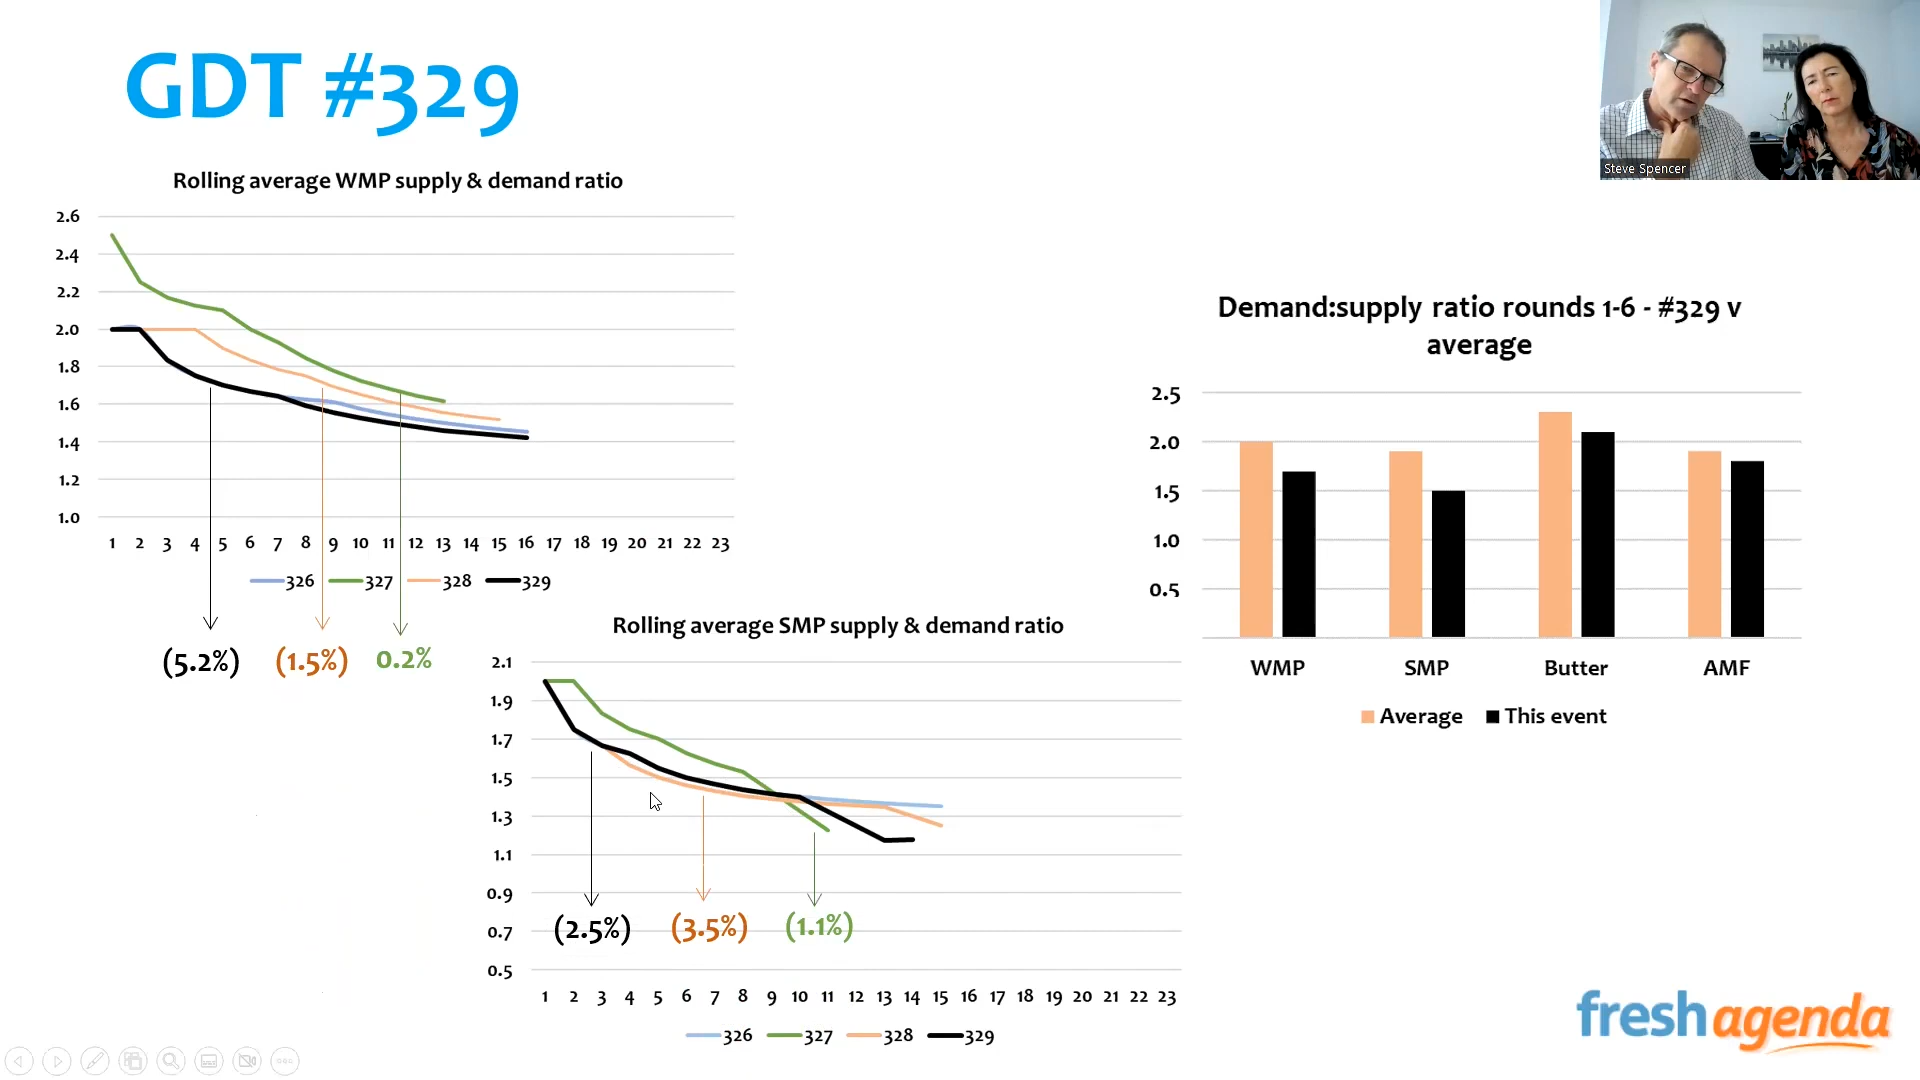 GDT #329
Steve Spencer
Rolling average WMP supply & demand ratio
2.6
2.4
2.2
2.0
1.8
1.6
1.4
1.2
1.0
1 2 3 4 5 6 7 8 9 10 11 12 13 14 15 16 17 18 19 20 21 22 23
326 327 328 329
(5.2%) (1.5%) 0.2%
Demand:supply ratio rounds 1-6 - #329 v
average
2.5
2.0
1.5
1.0
0.5
WMP SMP Butter AMF
Average This event
Rolling average SMP supply & demand ratio
2.1
1.9
1.7
1.5
1.3
1.1
0.9
0.7
0.5
(2.5%) (3.5%) (1.1%)
1 2 3 4 5 6 7 8 9 10 11 12 13 14 15 16 17 18 19 20 21 22 23
326 327 328 329
fresh agenda